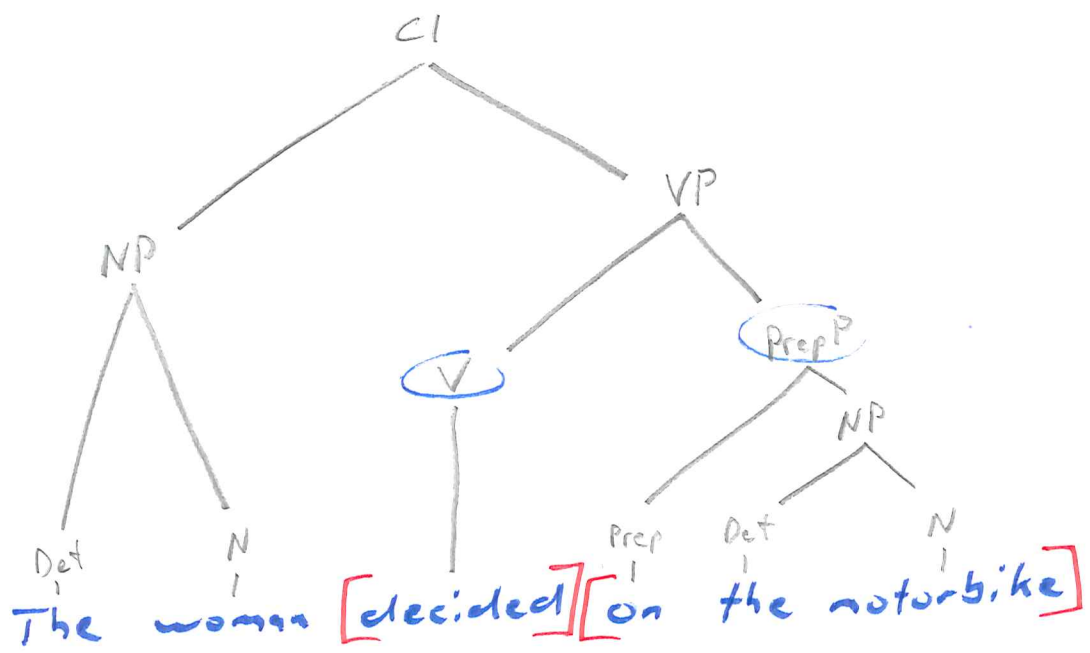 Cl
VP
NP
V PrepP
NP
Det N Prep Det N
The woman [decided] [on the motorbike]